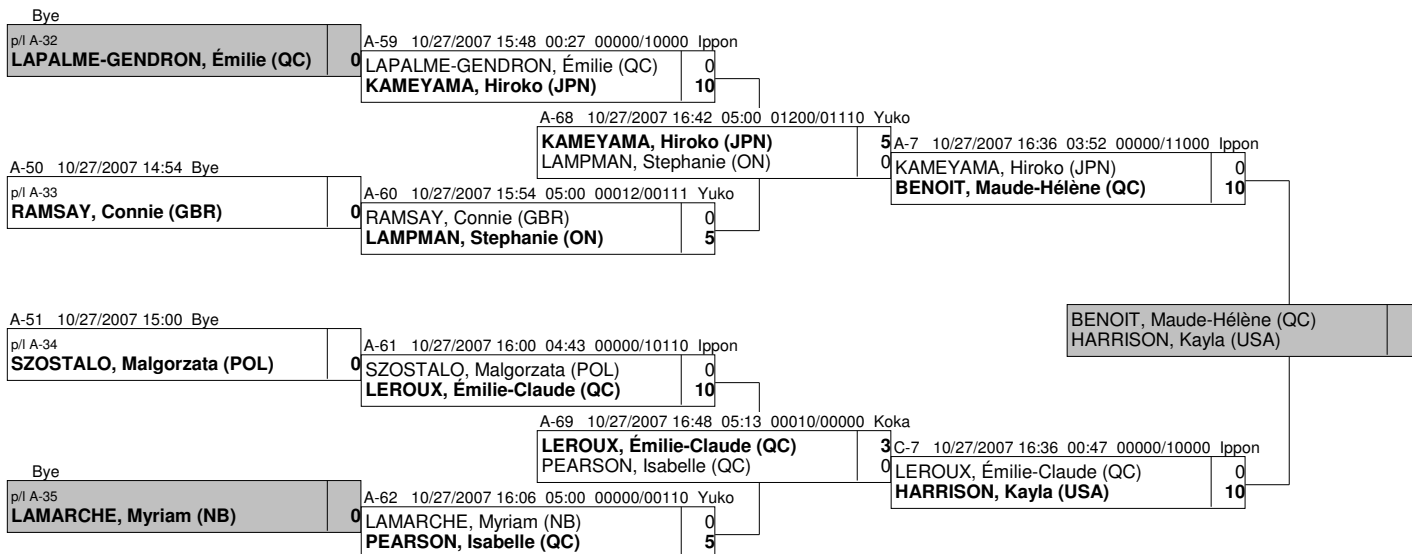 Bye
p/l A-32
LAPALME-GENDRON, Émilie (QC) 0
A-59 10/27/2007 15:48 00:27 00000/10000 Ippon
LAPALME-GENDRON, Émilie (QC) 0
KAMEYAMA, Hiroko (JPN) 10
A-68 10/27/2007 16:42 05:00 01200/01110 Yuko
KAMEYAMA, Hiroko (JPN) 5
LAMPMAN, Stephanie (ON) 0
A-7 10/27/2007 16:36 03:52 00000/11000 Ippon
KAMEYAMA, Hiroko (JPN) 0
BENOIT, Maude-Hélène (QC) 10
A-50 10/27/2007 14:54 Bye
p/l A-33
RAMSAY, Connie (GBR) 0
A-60 10/27/2007 15:54 05:00 00012/00111 Yuko
RAMSAY, Connie (GBR) 0
LAMPMAN, Stephanie (ON) 5
BENOIT, Maude-Hélène (QC)
HARRISON, Kayla (USA)
A-51 10/27/2007 15:00 Bye
p/l A-34
SZOSTALO, Malgorzata (POL) 0
A-61 10/27/2007 16:00 04:43 00000/10110 Ippon
SZOSTALO, Malgorzata (POL) 0
LEROUX, Émilie-Claude (QC) 10
A-69 10/27/2007 16:48 05:13 00010/00000 Koka
LEROUX, Émilie-Claude (QC) 3
PEARSON, Isabelle (QC) 0
C-7 10/27/2007 16:36 00:47 00000/10000 Ippon
LEROUX, Émilie-Claude (QC) 0
HARRISON, Kayla (USA) 10
Bye
p/l A-35
LAMARCHE, Myriam (NB) 0
A-62 10/27/2007 16:06 05:00 00000/00110 Yuko
LAMARCHE, Myriam (NB) 0
PEARSON, Isabelle (QC) 5